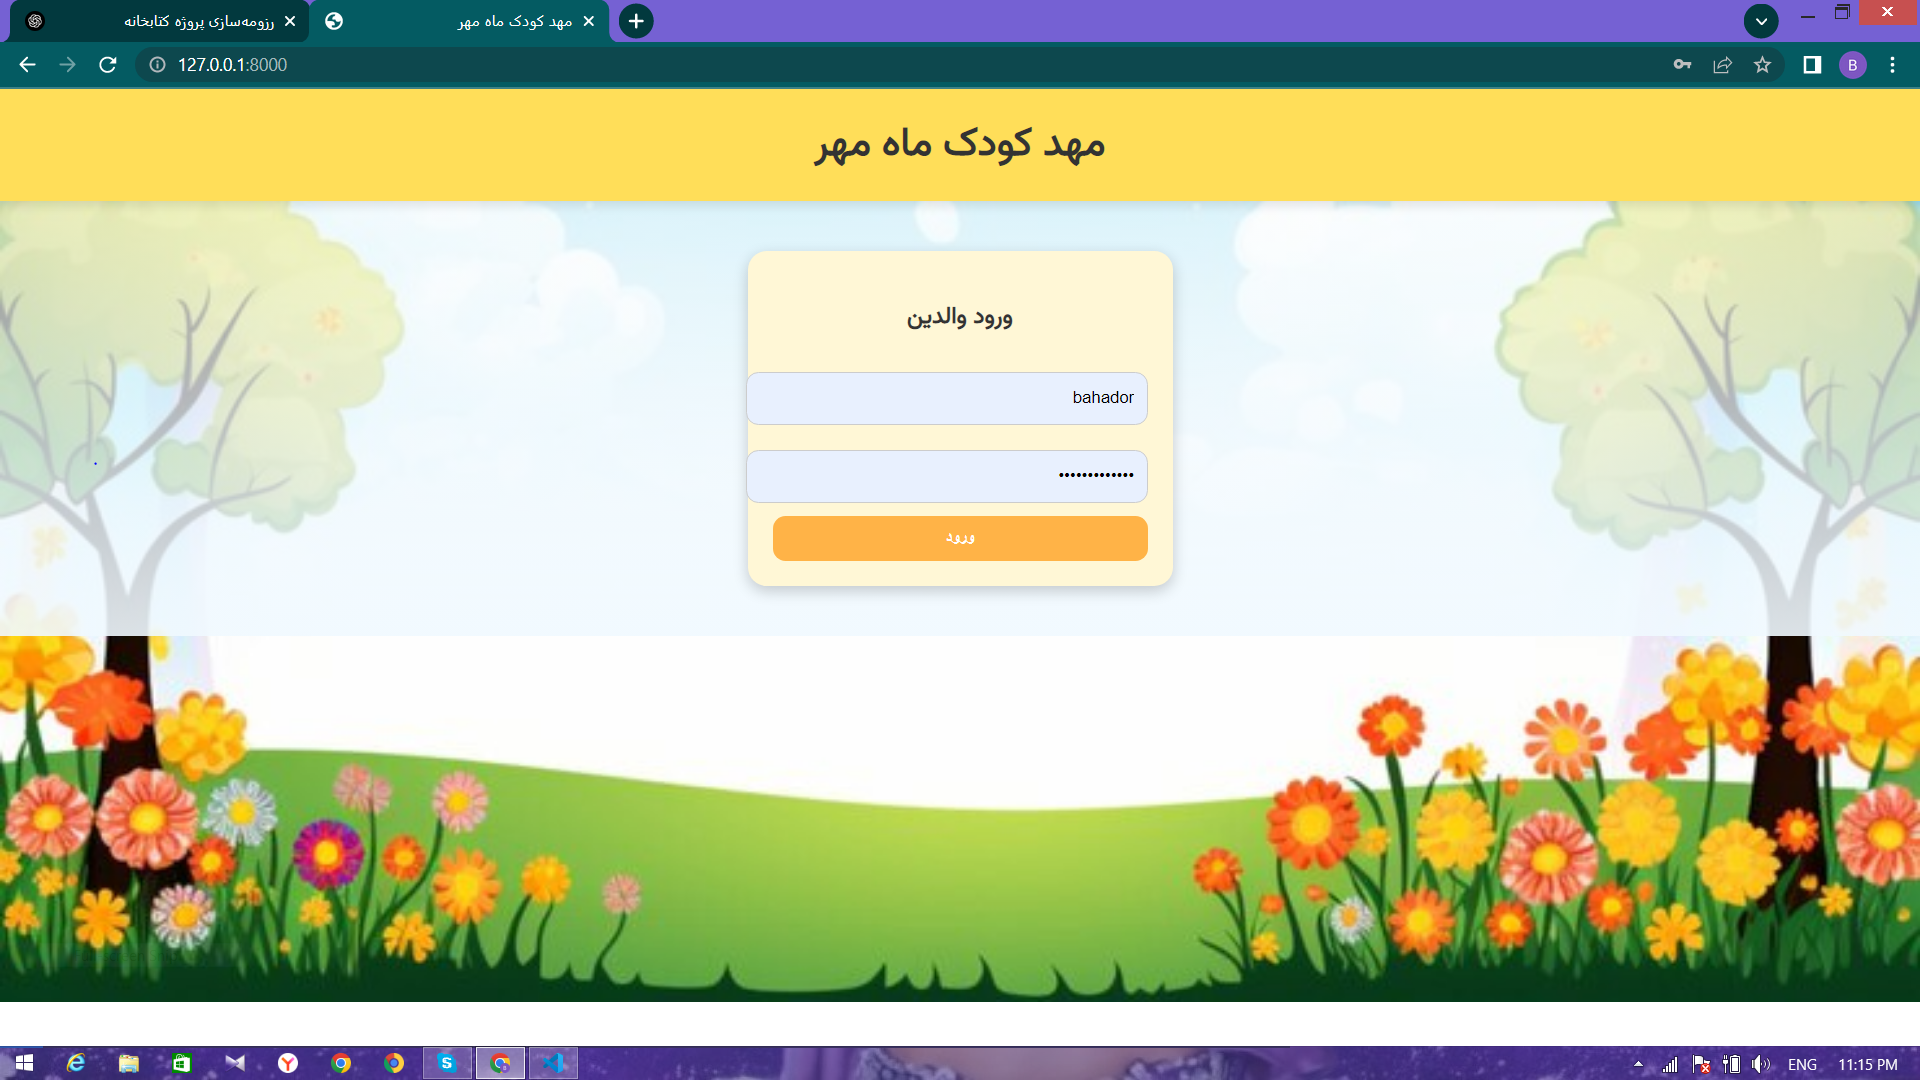 رزومه‌سازی پروژه کتابخانه
مهد کودک ماه مهر
127.0.0.1:8000
B
مهد کودک ماه مهر
ورود والدین
bahador
•••••••••••••
ورود
ENG
11:15 PM